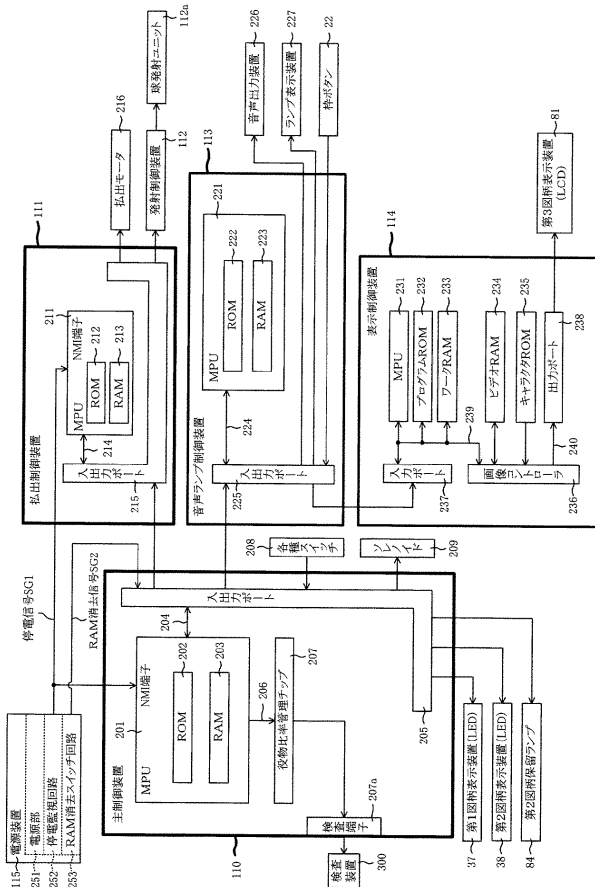 115
電源装置
251
電源部
252
停電監視回路
253
RAM消去スイッチ回路
停電信号SG1
RAM消去信号SG2
111
払出制御装置
211
MPU
NMI端子
ROM
212
RAM
213
214
入出力ポート
215
払出モータ
216
発射制御装置
112
球発射ユニット
112a
110
主制御装置
201
MPU
NMI端子
ROM
202
RAM
203
204
入出力ポート
205
206
役物比率管理チップ
207
検査端子
207a
検査装置
300
各種スイッチ
208
ソレノイド
209
第1図柄表示装置(LED)
37
第2図柄表示装置(LED)
38
第2図柄保留ランプ
84
113
音声ランプ制御装置
221
MPU
ROM
222
RAM
223
224
入出力ポート
225
音声出力装置
226
ランプ表示装置
227
枠ボタン
22
114
表示制御装置
MPU
231
プログラムROM
232
ワークRAM
233
ビデオRAM
234
キャラクタROM
235
出力ポート
238
入力ポート
237
画像コントローラ
236
239
240
第3図柄表示装置
(LCD)
81